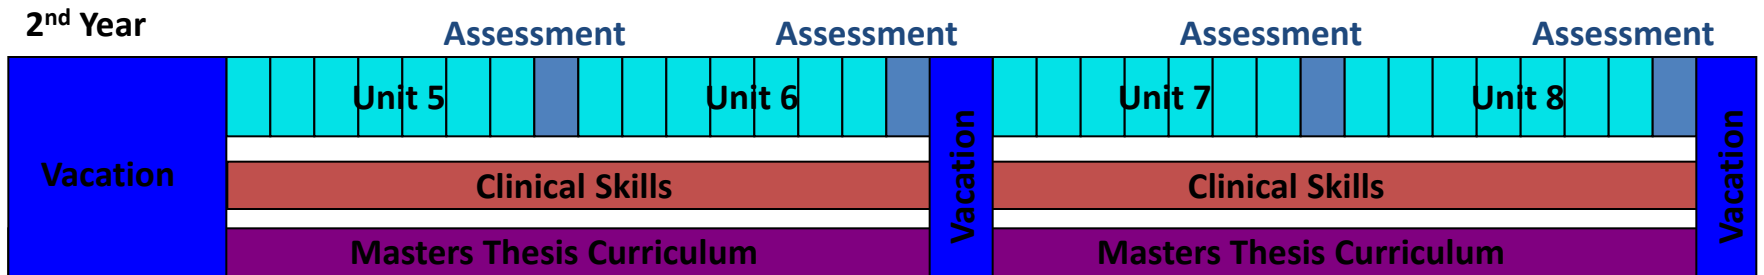 2nd Year
Assessment Assessment Assessment Assessment
Unit 5 Unit 6 Unit 7 Unit 8
Vacation Clinical Skills Vacation Clinical Skills Vacation
Masters Thesis Curriculum Masters Thesis Curriculum